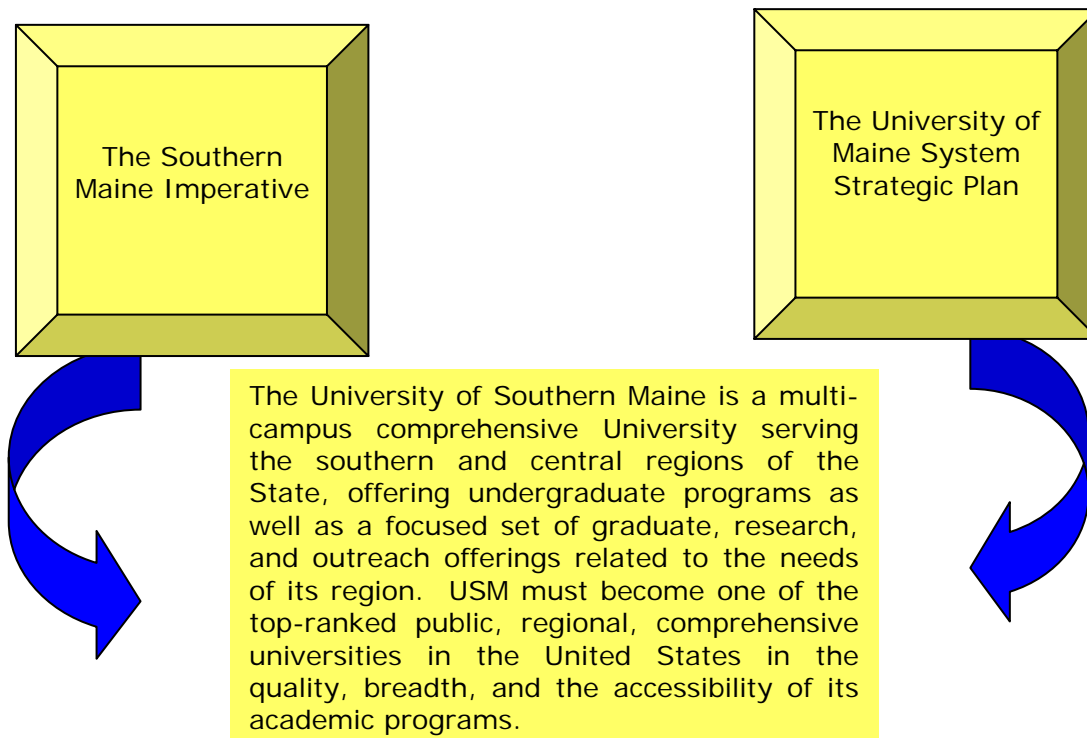 The Southern
Maine Imperative
The University of
Maine System
Strategic Plan
The University of Southern Maine is a multi-
campus comprehensive University serving
the southern and central regions of the
State, offering undergraduate programs as
well as a focused set of graduate, research,
and outreach offerings related to the needs
of its region.  USM must become one of the
top-ranked public, regional, comprehensive
universities in the United States in the
quality, breadth, and the accessibility of its
academic programs.